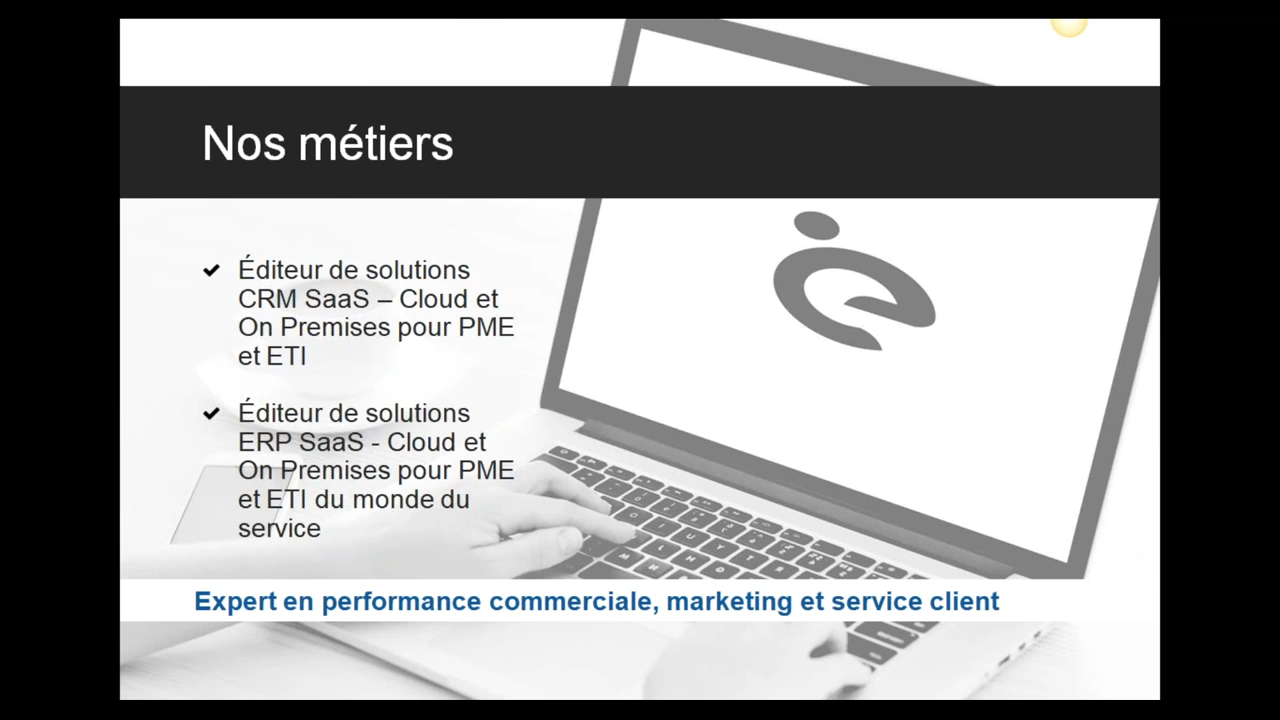 Nos métiers
Éditeur de solutions
CRM SaaS – Cloud et
On Premises pour PME
et ETI
Éditeur de solutions
ERP SaaS - Cloud et
On Premises pour PME
et ETI du monde du
service
Expert en performance commerciale, marketing et service client